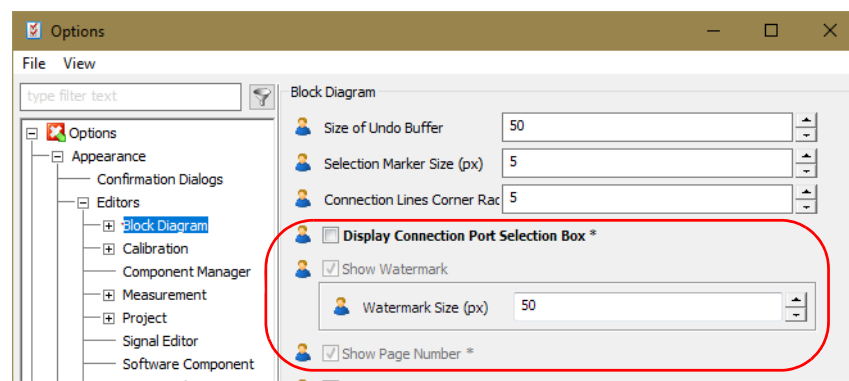 Options
File View
type filter text
Options
Appearance
Confirmation Dialogs
Editors
Block Diagram
Calibration
Component Manager
Measurement
Project
Signal Editor
Software Component
Block Diagram
Size of Undo Buffer 50
Selection Marker Size (px) 5
Connection Lines Corner Rac 5
Display Connection Port Selection Box *
Show Watermark
Watermark Size (px) 50
Show Page Number *